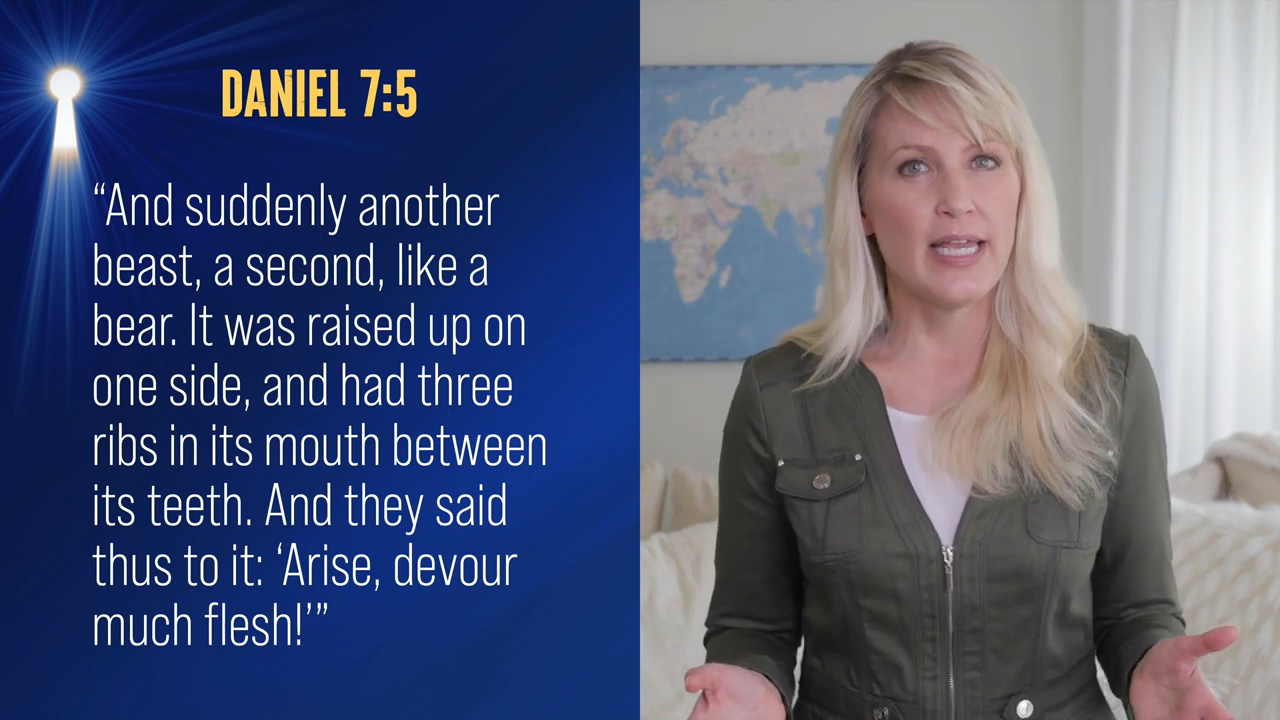 DANIEL 7:5
“And suddenly another
beast, a second, like a
bear. It was raised up on
one side, and had three
ribs in its mouth between
its teeth. And they said
thus to it: ‘Arise, devour
much flesh!’”